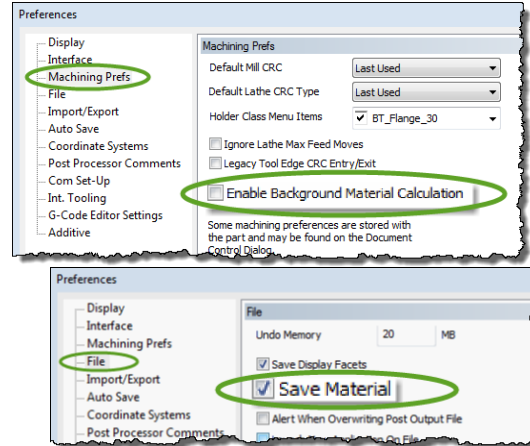 Preferences
Display
Interface
Machining Prefs
File
Import/Export
Auto Save
Coordinate Systems
Post Processor Comments
Com Set-Up
Int. Tooling
G-Code Editor Settings
Additive
Machining Prefs
Default Mill CRC
Last Used
Default Lathe CRC Type
Last Used
Holder Class Menu Items
BT_Flange_30
Ignore Lathe Max Feed Moves
Legacy Tool Edge CRC Entry/Exit
Enable Background Material Calculation
Some machining preferences are stored with
the part and may be found on the Document
Control Dialog.
Preferences
Display
Interface
Machining Prefs
File
Import/Export
Auto Save
Coordinate Systems
Post Processor Comments
File
Undo Memory 20 MB
Save Display Facets
Save Material
Alert When Overwriting Post Output File
On File